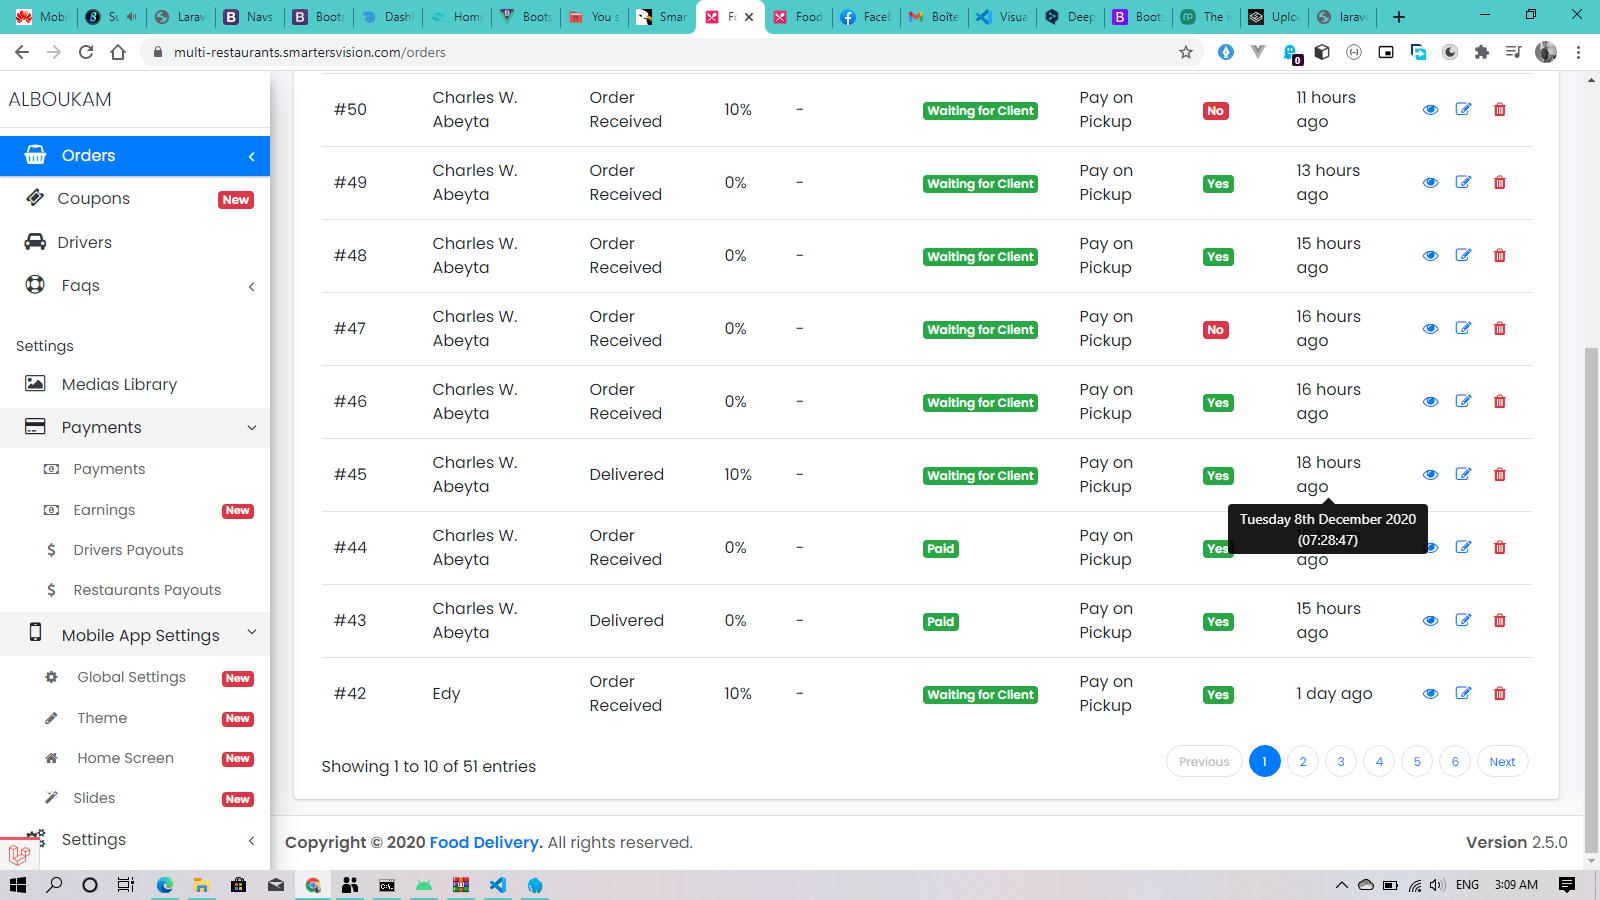 Mobi
Su
Larav
Navs
Boots
Dashl
Home
Boots
You s
Smar
Fo
Food
Faceb
Boîte
Visua
Deep
Boots
The i
Uplo
larav
multi-restaurants.smartersvision.com/orders
0
ALBOUKAM
Orders
Coupons New
Drivers
Faqs
Settings
Medias Library
Payments
Payments
Earnings New
Drivers Payouts
Restaurants Payouts
Mobile App Settings
Global Settings New
Theme New
Home Screen New
Slides New
Settings
#50 Charles W. Abeyta Order Received 10% - Waiting for Client Pay on Pickup No 11 hours ago
#49 Charles W. Abeyta Order Received 0% - Waiting for Client Pay on Pickup Yes 13 hours ago
#48 Charles W. Abeyta Order Received 0% - Waiting for Client Pay on Pickup Yes 15 hours ago
#47 Charles W. Abeyta Order Received 0% - Waiting for Client Pay on Pickup No 16 hours ago
#46 Charles W. Abeyta Order Received 0% - Waiting for Client Pay on Pickup Yes 16 hours ago
#45 Charles W. Abeyta Delivered 10% - Waiting for Client Pay on Pickup Yes 18 hours ago
Tuesday 8th December 2020
(07:28:47)
#44 Charles W. Abeyta Order Received 0% - Paid Pay on Pickup Yes ago
#43 Charles W. Abeyta Delivered 0% - Paid Pay on Pickup Yes 15 hours ago
#42 Edy Order Received 10% - Waiting for Client Pay on Pickup Yes 1 day ago
Showing 1 to 10 of 51 entries
Previous 1 2 3 4 5 6 Next
Copyright © 2020 Food Delivery. All rights reserved.
Version 2.5.0
ENG 3:09 AM